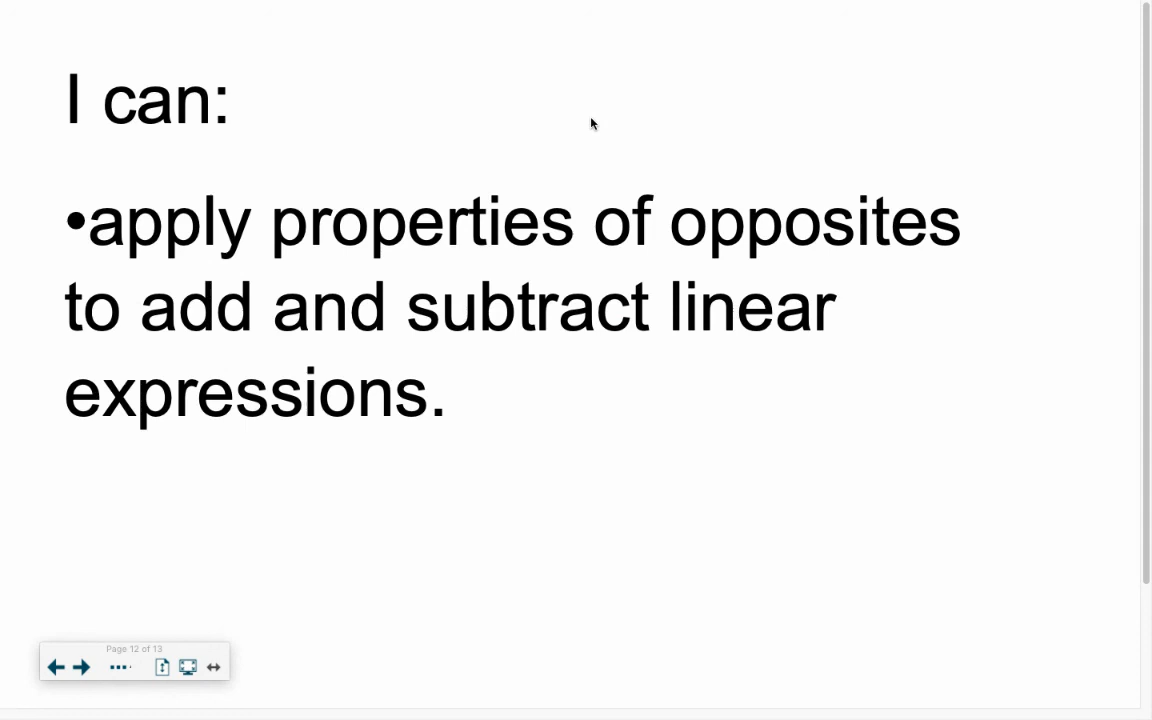 I can:
•apply properties of opposites
to add and subtract linear
expressions.
Page 12 of 13